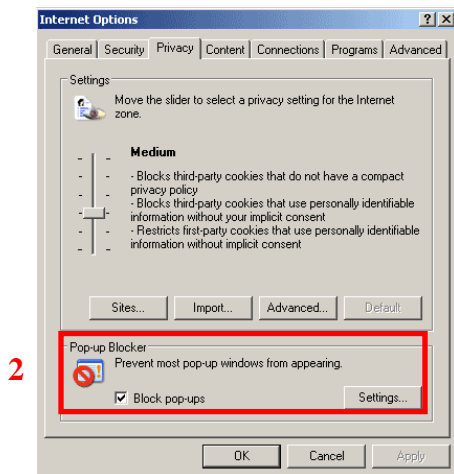 Internet Options
General Security Privacy Content Connections Programs Advanced
Settings
Move the slider to select a privacy setting for the Internet
zone.
Medium
- Blocks third-party cookies that do not have a compact
privacy policy
- Blocks third-party cookies that use personally identifiable
information without your implicit consent
- Restricts first-party cookies that use personally identifiable
information without implicit consent
Sites... Import... Advanced... Default
Pop-up Blocker
Prevent most pop-up windows from appearing.
2
Block pop-ups Settings...
OK Cancel Apply